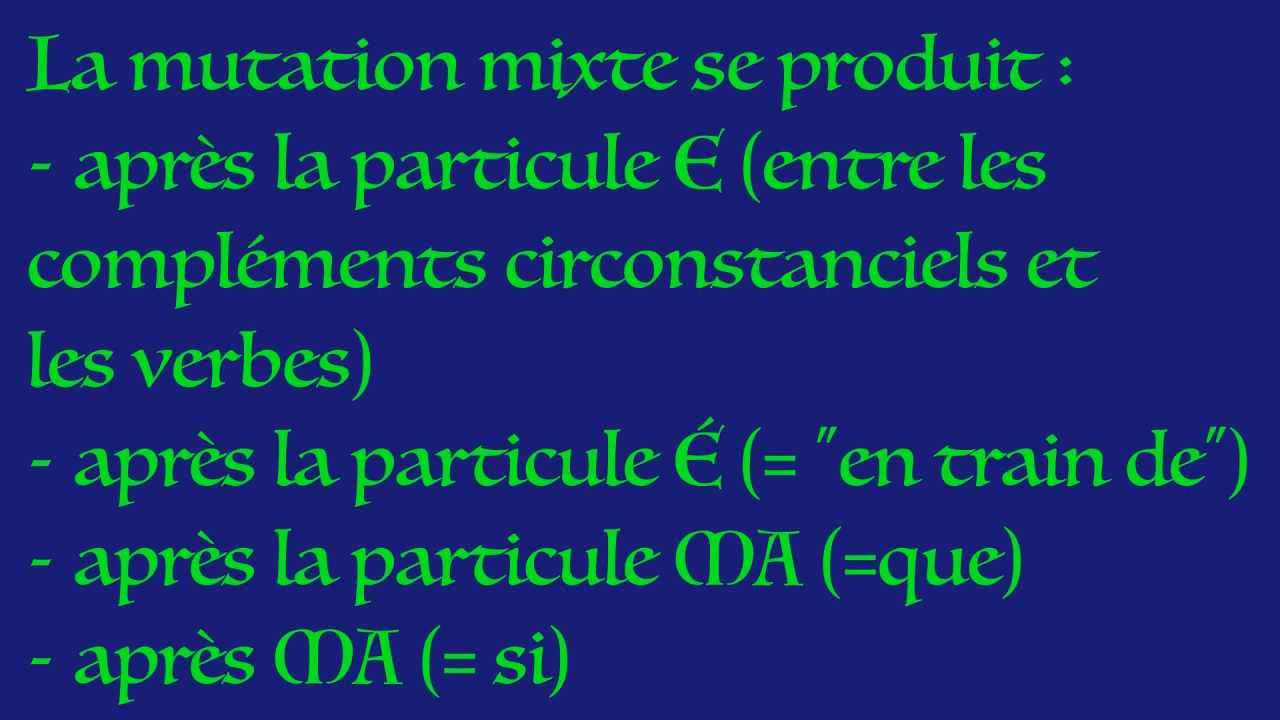 La mutation mixte se produit :
- après la particule E (entre les
compléments circonstanciels et
les verbes)
- après la particule É (= "en train de")
- après la particule MA (=que)
- après MA (= si)